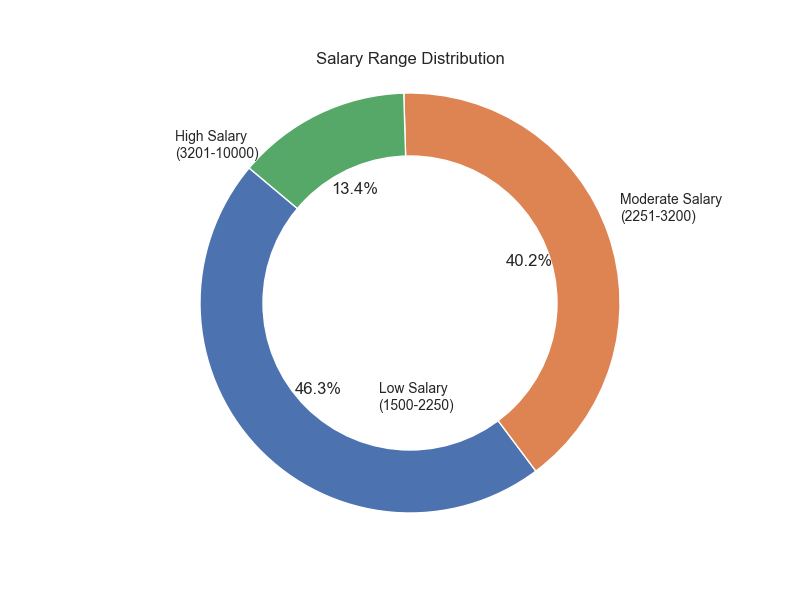 Salary Range Distribution
High Salary
(3201-10000)
13.4%
Moderate Salary
(2251-3200)
40.2%
46.3%
Low Salary
(1500-2250)